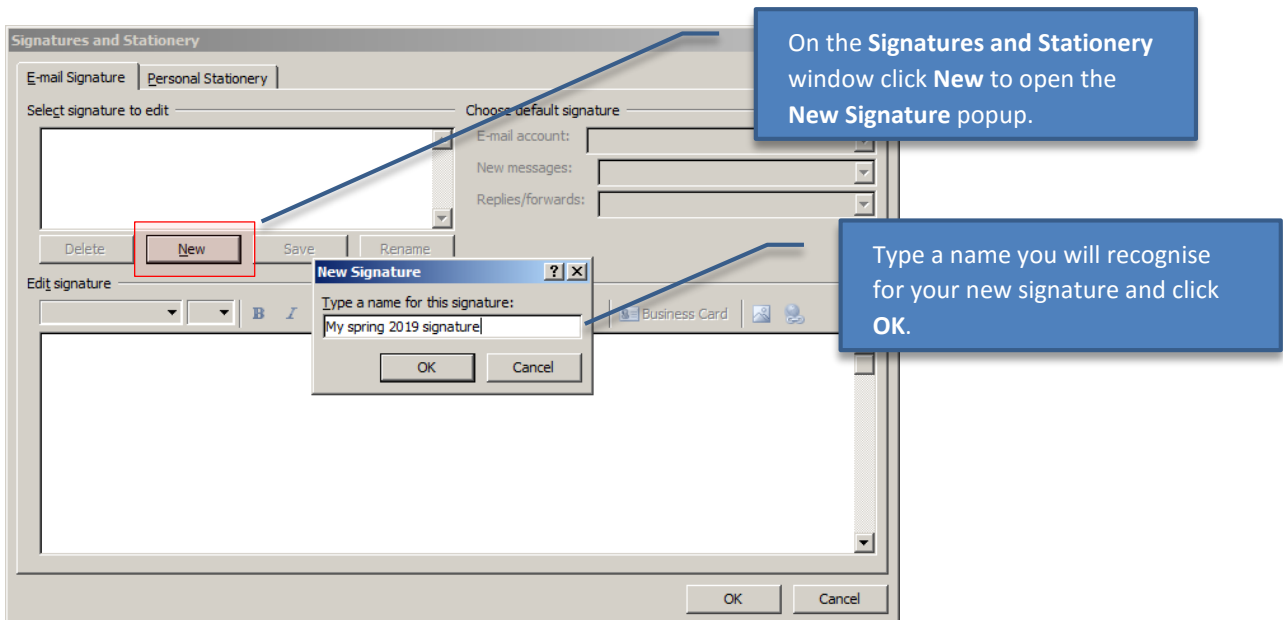 Signatures and Stationery
On the Signatures and Stationery
window click New to open the
New Signature popup.
E-mail Signature
Personal Stationery
Select signature to edit
Choose default signature
E-mail account:
New messages:
Replies/forwards:
Delete
New
Save
Rename
Type a name you will recognise
for your new signature and click
OK.
Edit signature
B
I
Business Card
New Signature
Type a name for this signature:
My spring 2019 signature
OK
Cancel
OK
Cancel